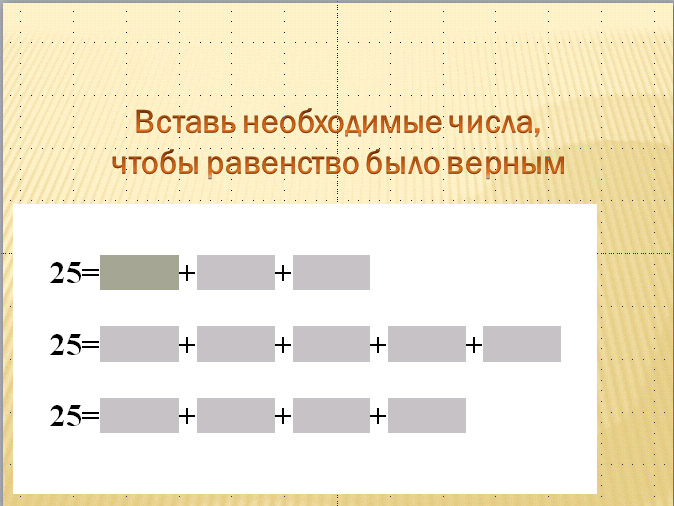 Вставь необходимые числа,
чтобы равенство было верным
25= + +
25= + + + +
25= + + +